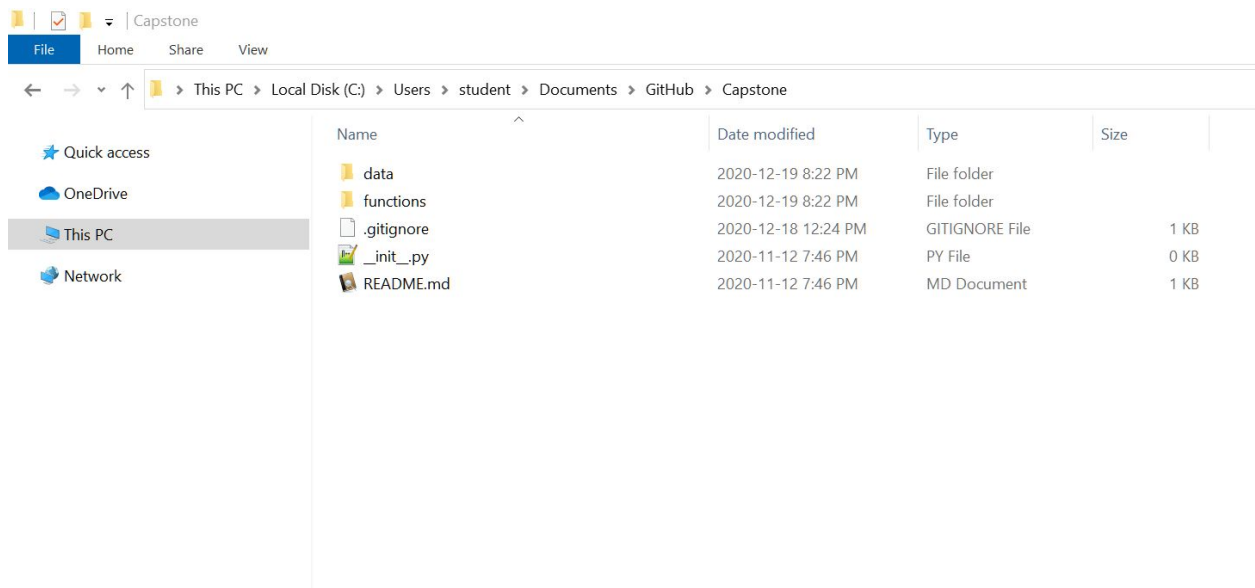 Capstone
File Home Share View
This PC > Local Disk (C:) > Users > student > Documents > GitHub > Capstone
Name Date modified Type Size
Quick access
data 2020-12-19 8:22 PM File folder
OneDrive
functions 2020-12-19 8:22 PM File folder
This PC
.gitignore 2020-12-18 12:24 PM GITIGNORE File 1 KB
__init__.py 2020-11-12 7:46 PM PY File 0 KB
Network
README.md 2020-11-12 7:46 PM MD Document 1 KB